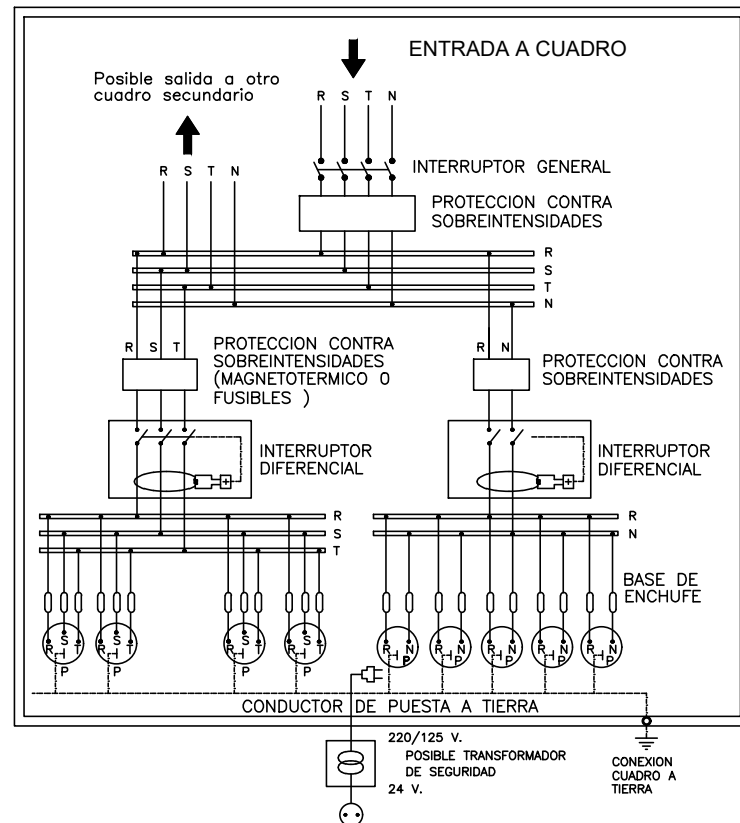 ENTRADA A CUADRO
Posible salida a otro
cuadro secundario
R S T N
INTERRUPTOR GENERAL
R S T N
PROTECCION CONTRA
SOBREINTENSIDADES
R
S
T
N
R S T
PROTECCION CONTRA
SOBREINTENSIDADES
(MAGNETOTERMICO O
FUSIBLES )
R N
PROTECCION CONTRA
SOBREINTENSIDADES
INTERRUPTOR
DIFERENCIAL
INTERRUPTOR
DIFERENCIAL
R
S
T
R
N
BASE DE
ENCHUFE
R S T
P
R S T
P
R S T
P
R S T
P
R N
P
R N
P
R N
P
R N
P
R N
P
CONDUCTOR DE PUESTA A TIERRA
220/125 V.
POSIBLE TRANSFORMADOR
DE SEGURIDAD
24 V.
CONEXION
CUADRO A
TIERRA